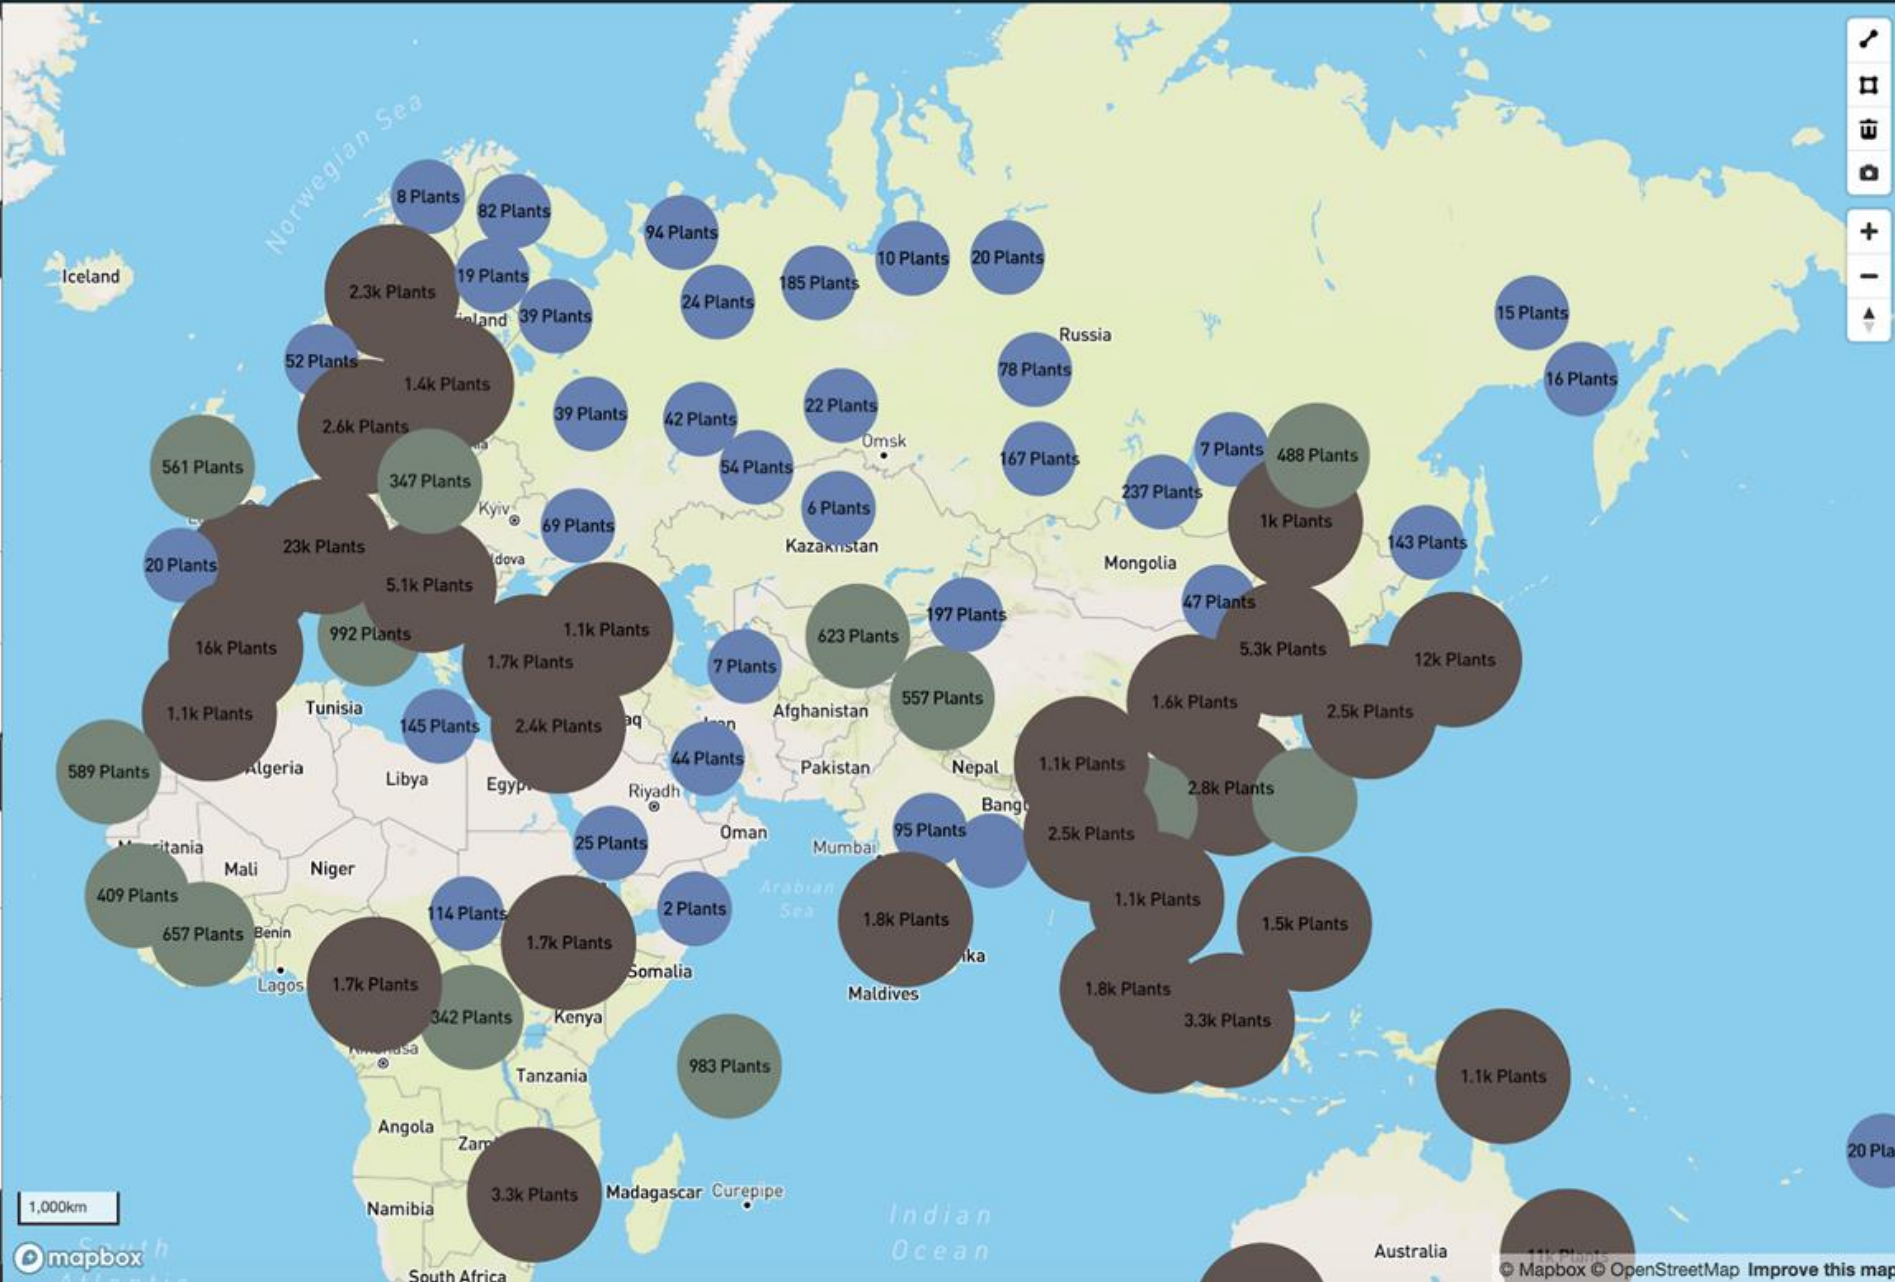 Norwegian Sea
8 Plants
82 Plants
94 Plants
Iceland
2.3k Plants
19 Plants
10 Plants
20 Plants
185 Plants
24 Plants
39 Plants
15 Plants
Russia
52 Plants
1.4k Plants
78 Plants
16 Plants
39 Plants
42 Plants
22 Plants
2.6k Plants
Omsk
7 Plants
488 Plants
561 Plants
347 Plants
54 Plants
167 Plants
237 Plants
Kyiv
6 Plants
1k Plants
69 Plants
23k Plants
Kazakhstan
143 Plants
20 Plants
5.1k Plants
Mongolia
47 Plants
197 Plants
992 Plants
1.1k Plants
623 Plants
16k Plants
5.3k Plants
12k Plants
1.7k Plants
7 Plants
557 Plants
1.6k Plants
Tunisia
1.1k Plants
Afghanistan
2.5k Plants
145 Plants
2.4k Plants
Iran
44 Plants
589 Plants
Algeria
Libya
Pakistan
Nepal
1.1k Plants
Egypt
Riyadh
2.8k Plants
Oman
95 Plants
2.5k Plants
25 Plants
Mumbai
Mali
Niger
Arabian
Sea
409 Plants
114 Plants
2 Plants
1.8k Plants
1.1k Plants
1.5k Plants
657 Plants
Benin
1.7k Plants
Somalia
Lagos
1.7k Plants
Maldives
1.8k Plants
342 Plants
Kenya
3.3k Plants
983 Plants
Tanzania
1.1k Plants
Angola
20 Pla
3.3k Plants
Madagascar
Curepipe
Namibia
1,000km
Indian
Ocean
Australia
11k Plants
mapbox
South Africa
© Mapbox © OpenStreetMap Improve this map